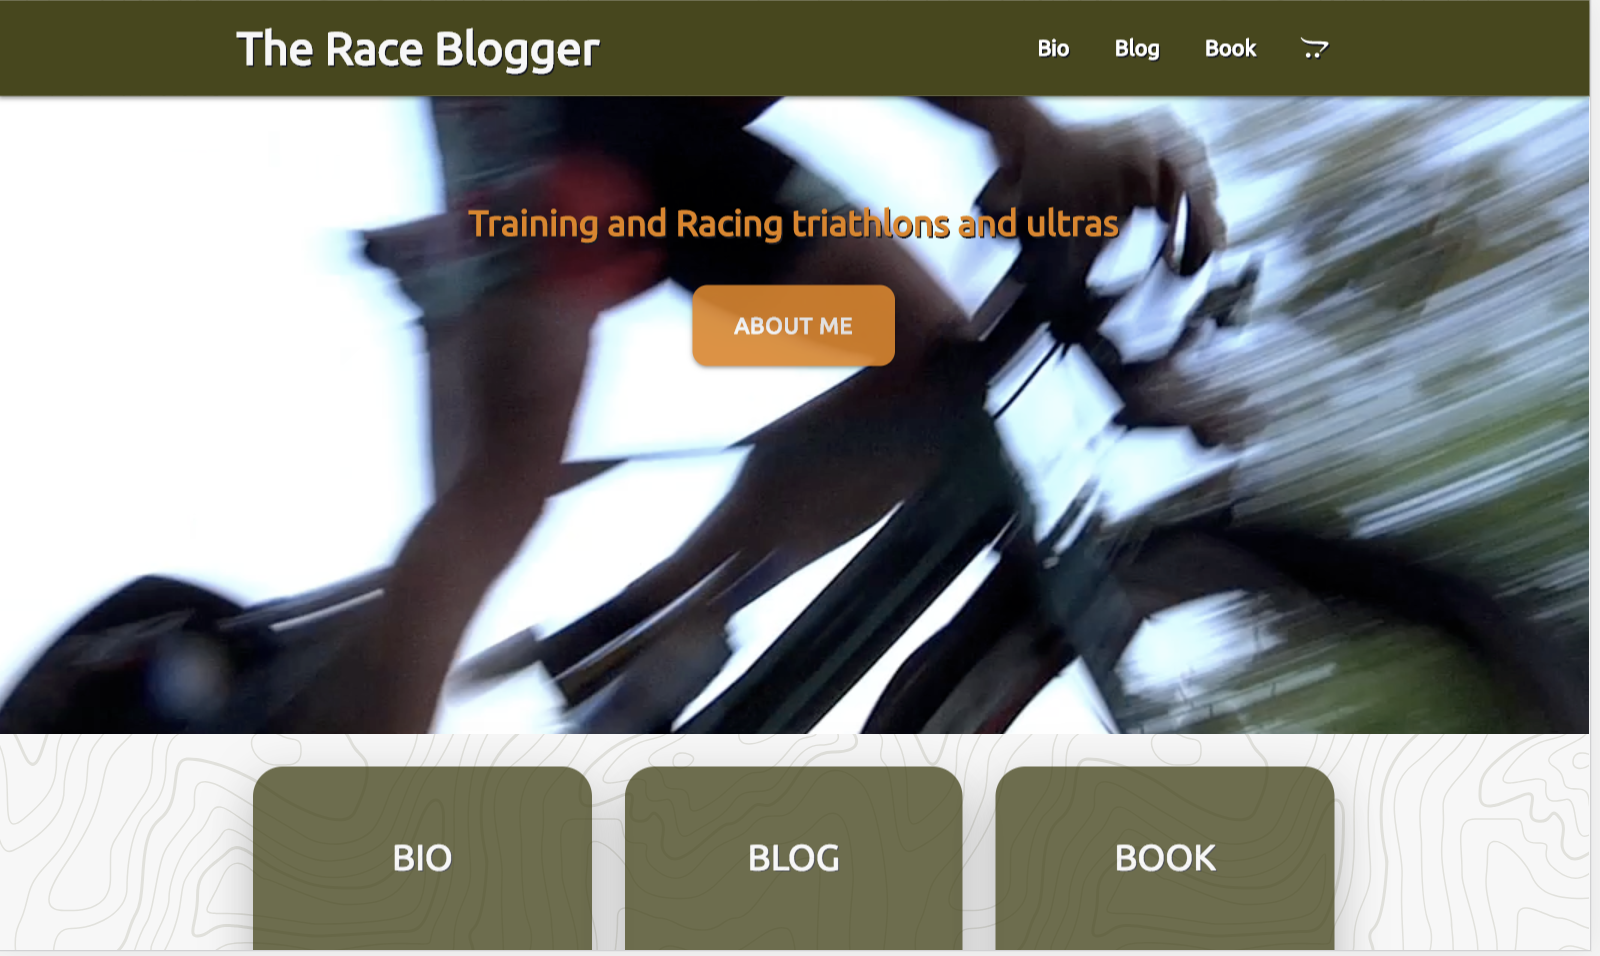 The Race Blogger
Bio Blog Book
Training and Racing triathlons and ultras
ABOUT ME
BIO BLOG BOOK